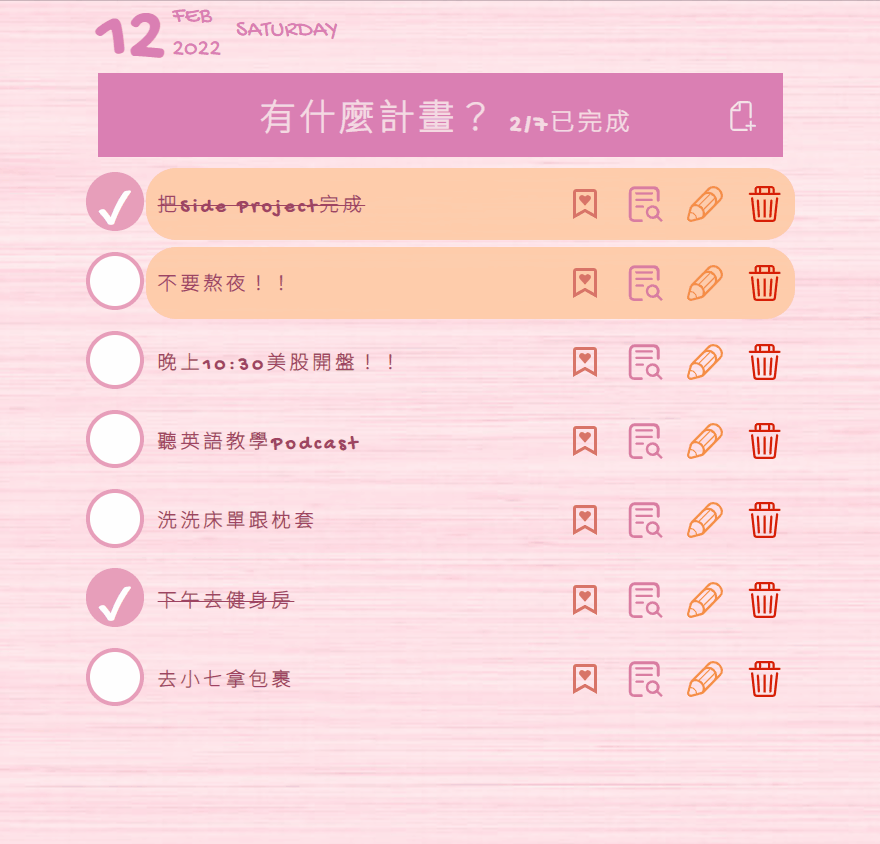 12 FEB 2022 SATURDAY
有什麼計畫？ 2/7已完成
把Side Project完成
不要熬夜！！
晚上10:30美股開盤！！
聽英語教學Podcast
洗洗床單跟枕套
下午去健身房
去小七拿包裹